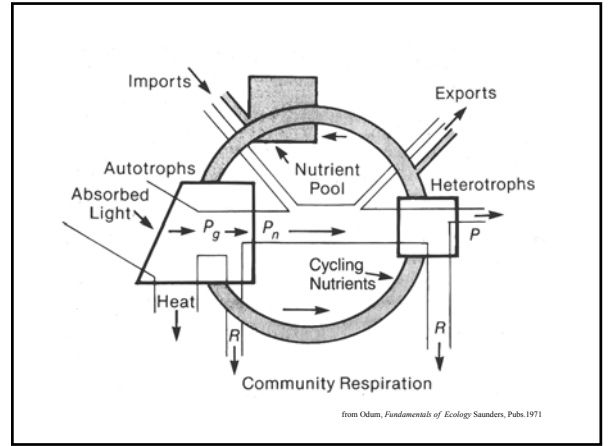 Imports
Exports
Autotrophs
Nutrient
Pool
Heterotrophs
Absorbed
Light
Pg
Pn
P
Cycling
Nutrients
Heat
R
R
Community Respiration
from Odum, Fundamentals of Ecology Saunders, Pubs.1971